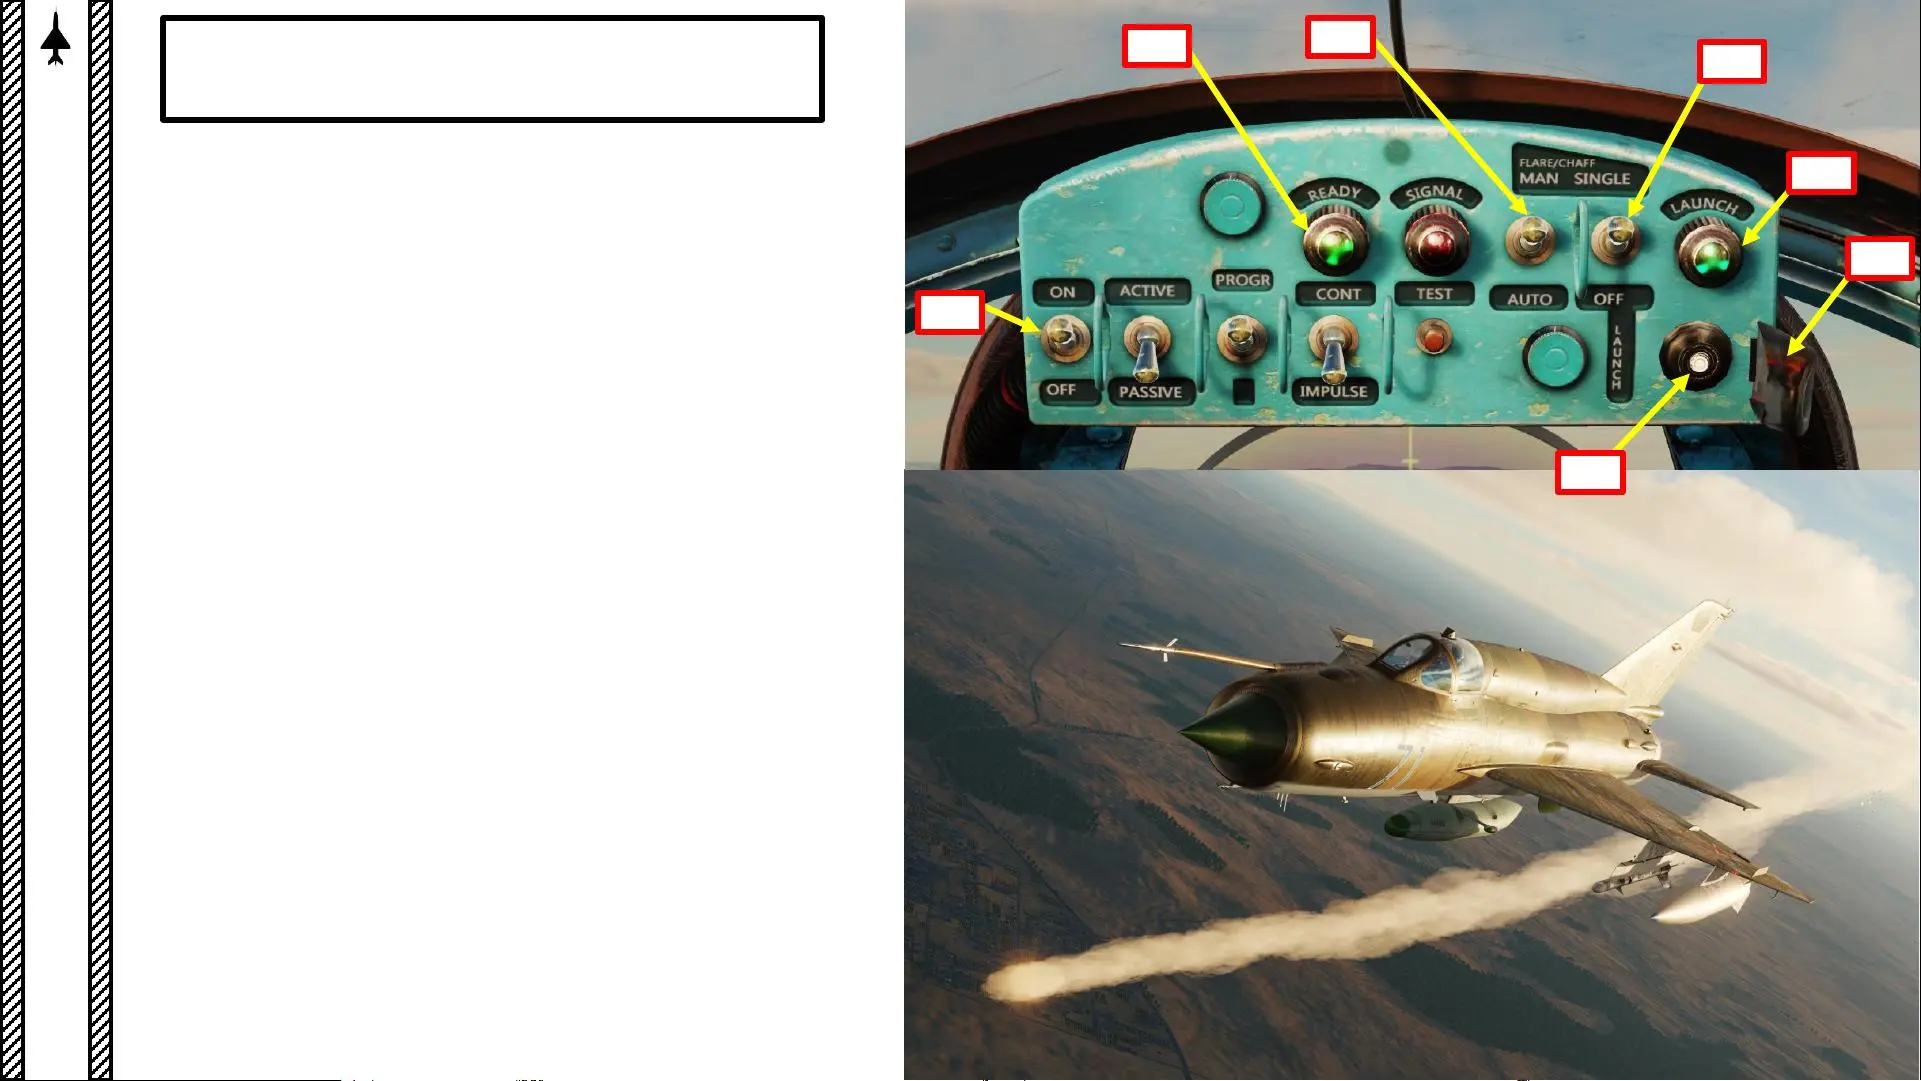 FLARE/CHAFF
MAN SINGLE
READY
SIGNAL
LAUNCH
ON
ACTIVE
PROGR
CONT
TEST
AUTO
OFF
LAUNCH
OFF
PASSIVE
IMPULSE